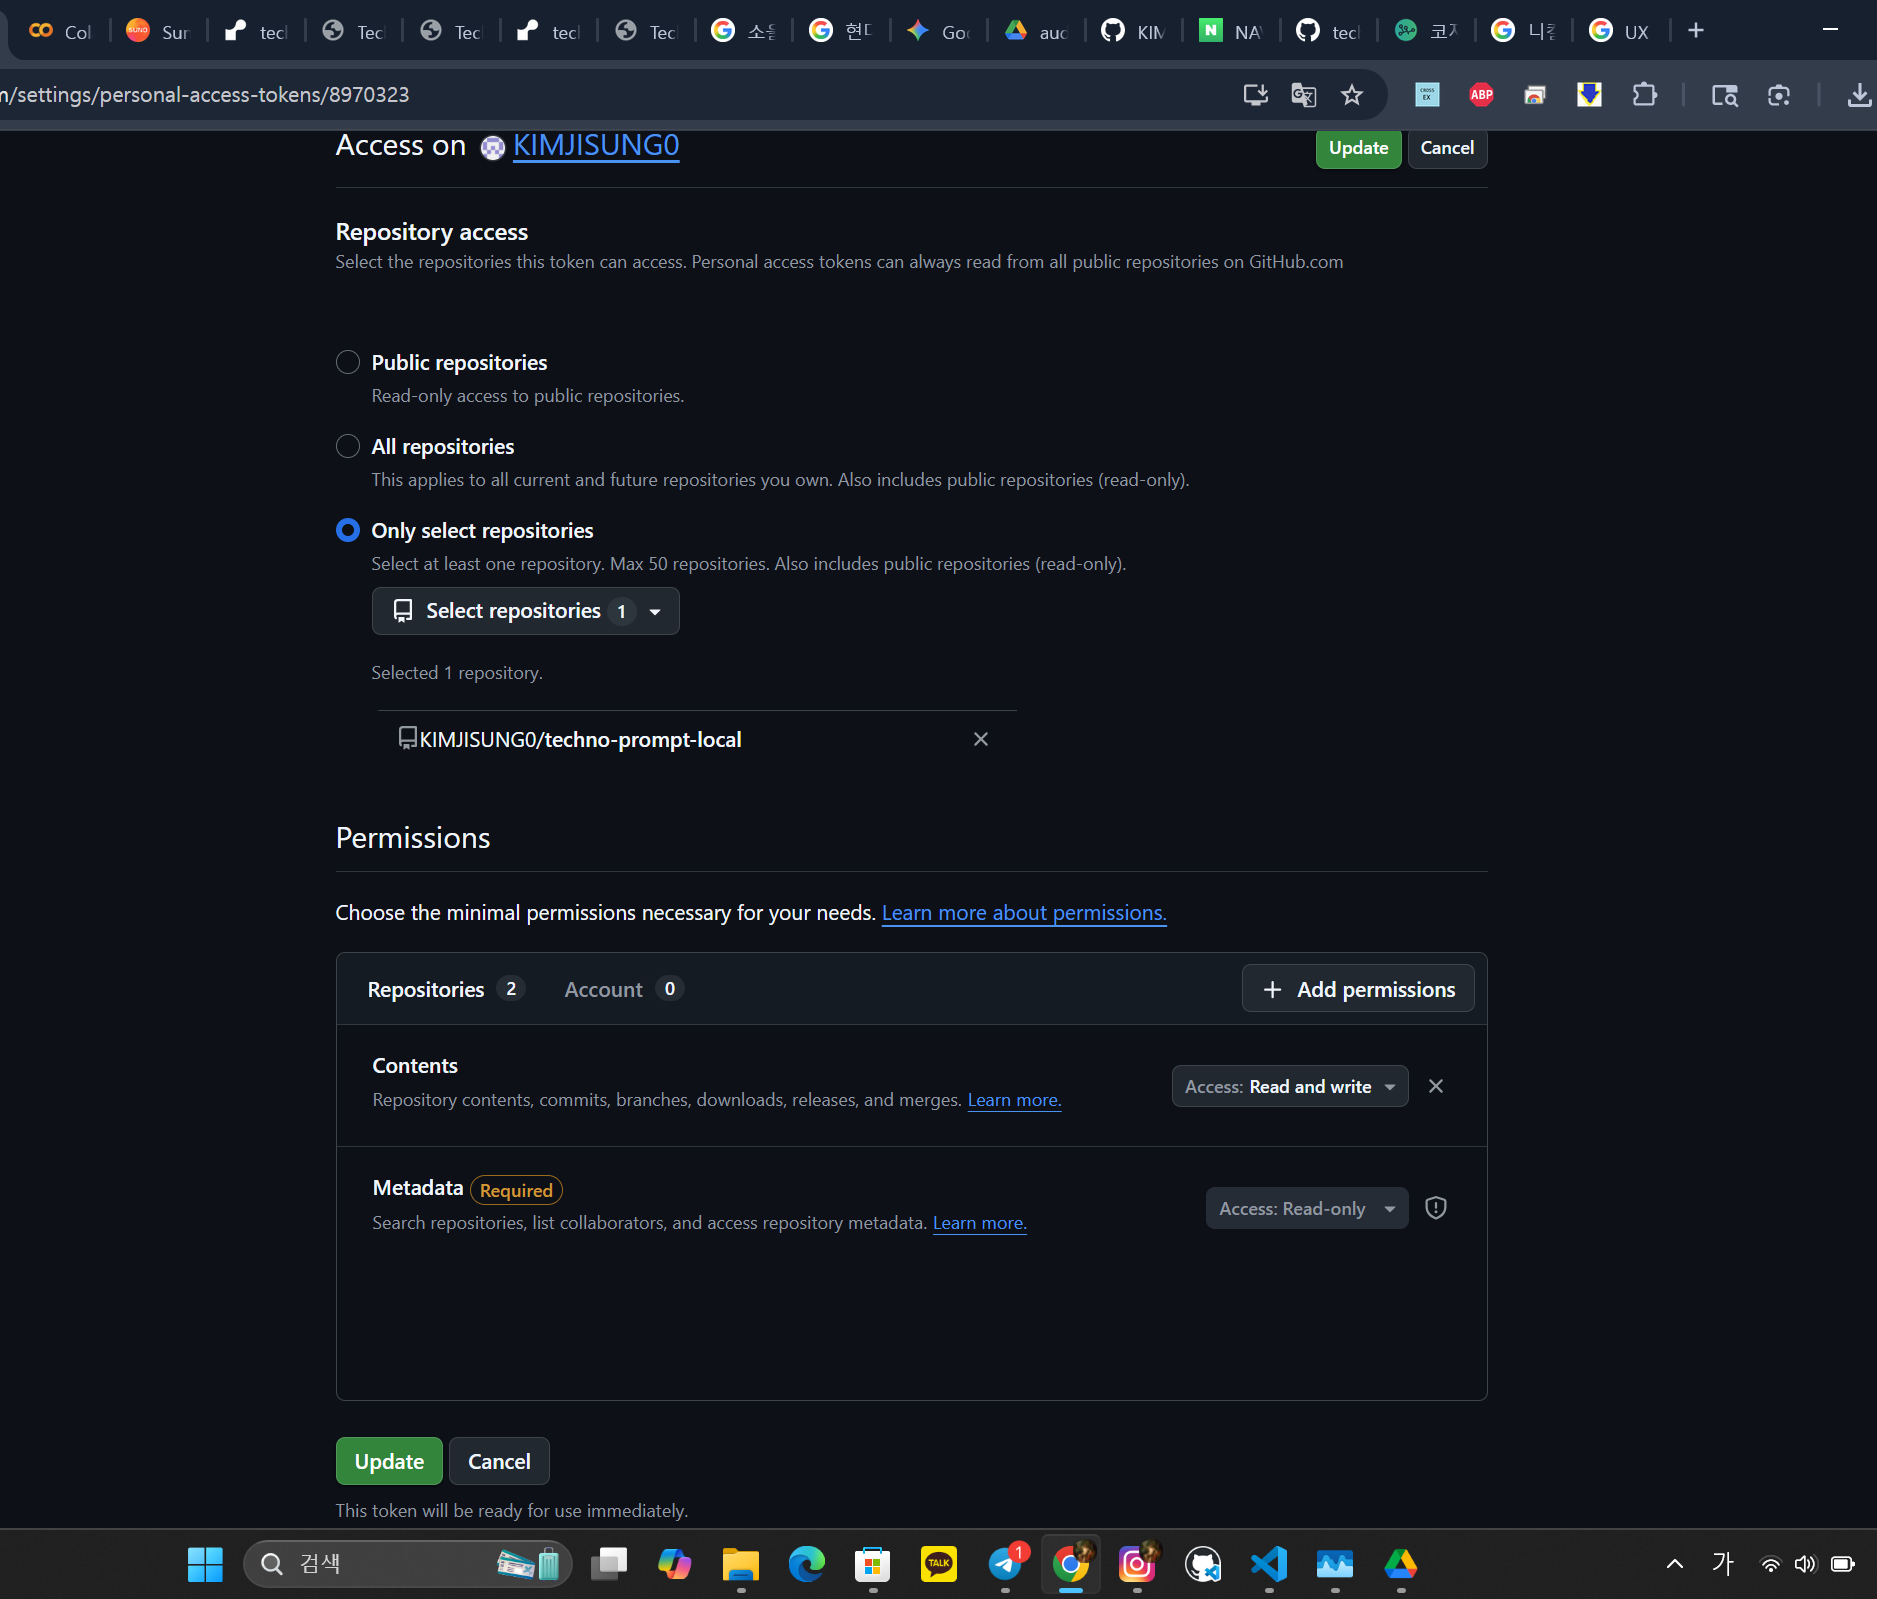 Col
Sur
tecl
Tec
Tec
tecl
Tec
Goo
KIM
NAV
tecl
UX
/settings/personal-access-tokens/8970323
CROSS EX
ABP
Access on KIMJISUNG0
Update
Cancel
Repository access
Select the repositories this token can access. Personal access tokens can always read from all public repositories on GitHub.com
Public repositories
Read-only access to public repositories.
All repositories
This applies to all current and future repositories you own. Also includes public repositories (read-only).
Only select repositories
Select at least one repository. Max 50 repositories. Also includes public repositories (read-only).
Select repositories 1
Selected 1 repository.
KIMJISUNG0/techno-prompt-local
Permissions
Choose the minimal permissions necessary for your needs. Learn more about permissions.
Repositories 2
Account 0
Add permissions
Contents
Access: Read and write
Repository contents, commits, branches, downloads, releases, and merges. Learn more.
Metadata Required
Access: Read-only
Search repositories, list collaborators, and access repository metadata. Learn more.
Update
Cancel
This token will be ready for use immediately.
검색
TALK
1
가